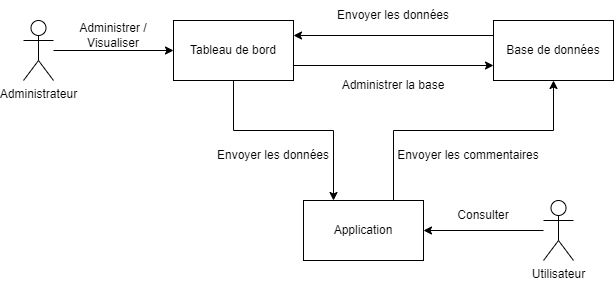 Envoyer les données
Administrer /
Visualiser
Tableau de bord
Base de données
Administrer la base
Administrateur
Envoyer les données
Envoyer les commentaires
Consulter
Application
Utilisateur